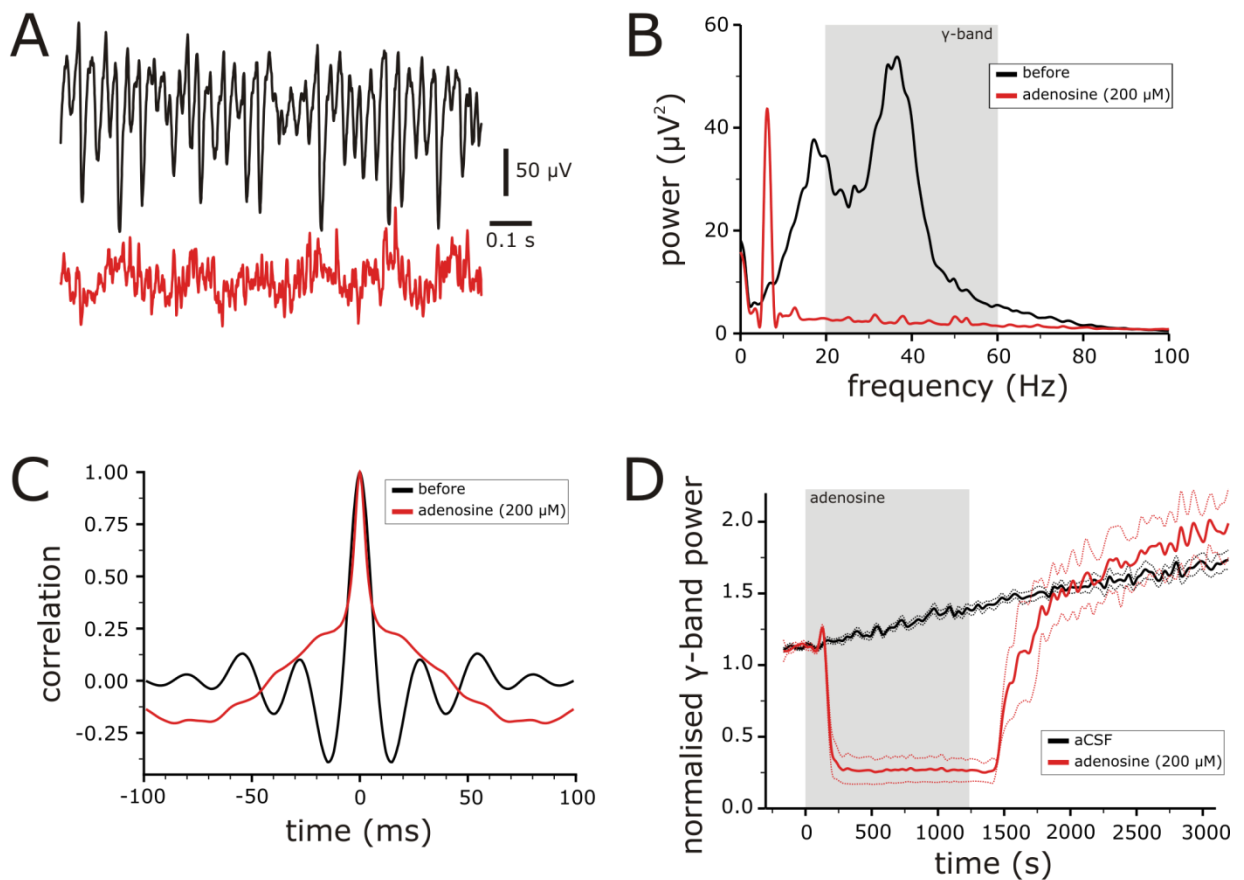 A
50 µV
0.1 s
B
power (µV²)
60
40
20
0
γ-band
before
adenosine (200 µM)
0 20 40 60 80 100
frequency (Hz)
C
correlation
1.00
0.75
0.50
0.25
0.00
-0.25
before
adenosine (200 µM)
-100 -50 0 50 100
time (ms)
D
normalised γ-band power
2.0
1.5
1.0
0.5
0.0
adenosine
aCSF
adenosine (200 µM)
0 500 1000 1500 2000 2500 3000
time (s)